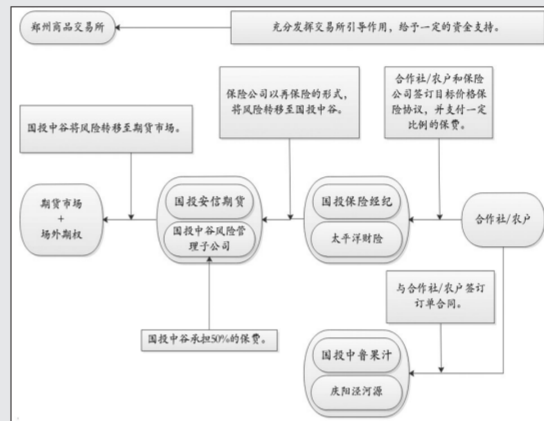 郑州商品交易所
充分发挥交易所引导作用，给予一定的资金支持。
国投中谷将风险转移至期货市场。
保险公司以再保险的形式，
将风险转移至国投中谷。
合作社/农户和保险
公司签订目标价格保
险协议，并支付一定
比例的保费。
期货市场
+
场外期权
国投安信期货
国投中谷风险管
理子公司
国投保险经纪
太平洋财险
合作社/农户
与合作社/农户签订
订单合同。
国投中谷承担50%的保费。
国投中鲁果汁
庆阳泾河源